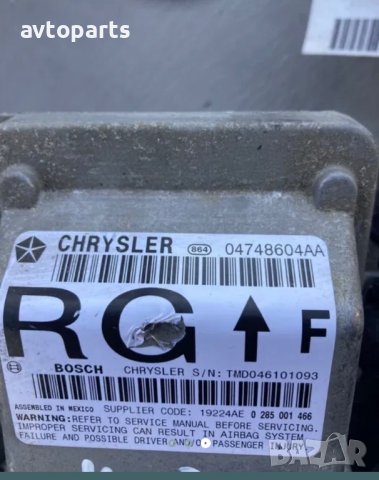 avtoparts
CHRYSLER 864 04748604AA
RG F
BOSCH CHRYSLER S/N: TMD046101093
ASSEMBLED IN MEXICO SUPPLIER CODE: 19224AE 0 285 001 466
WARNING: REFER TO SERVICE MANUAL BEFORE SERVICING.
IMPROPER SERVICING CAN RESULT IN AIRBAG SYSTEM
FAILURE AND POSSIBLE DRIVER AND/O PASSENGER INJURY
bazar